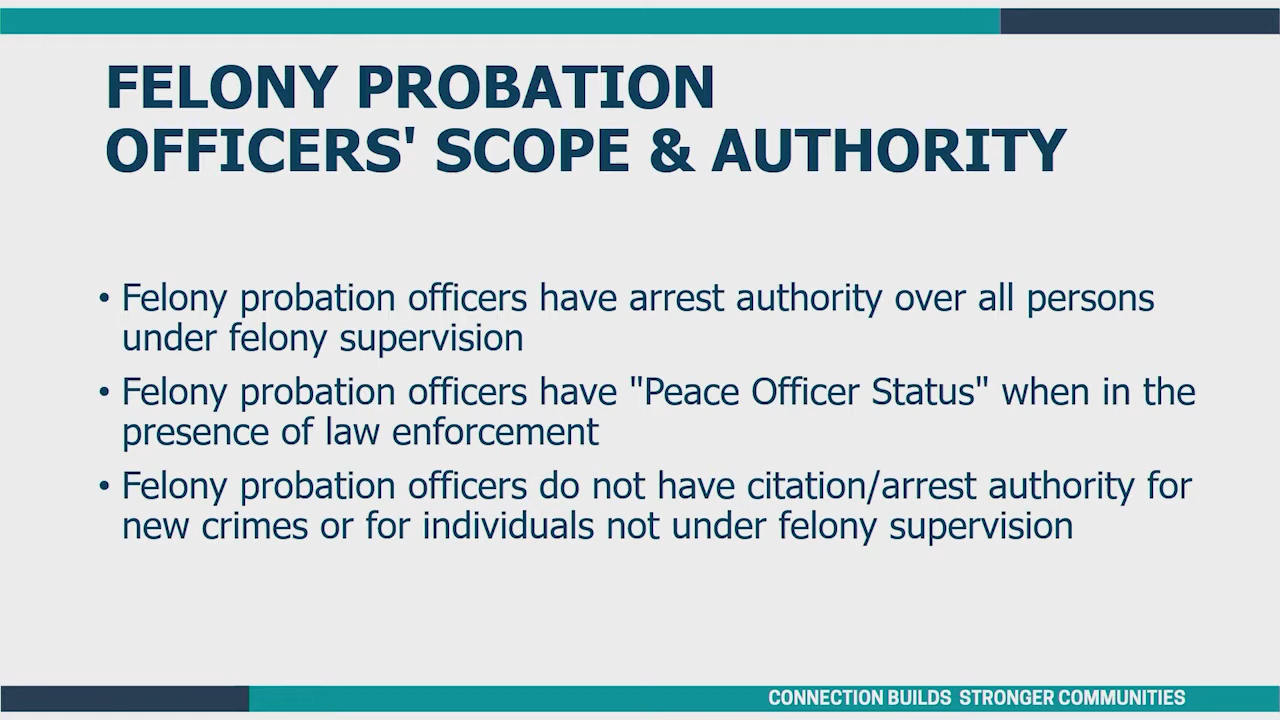 FELONY PROBATION
OFFICERS' SCOPE & AUTHORITY
• Felony probation officers have arrest authority over all persons
under felony supervision
• Felony probation officers have "Peace Officer Status" when in the
presence of law enforcement
• Felony probation officers do not have citation/arrest authority for
new crimes or for individuals not under felony supervision
CONNECTION BUILDS STRONGER COMMUNITIES